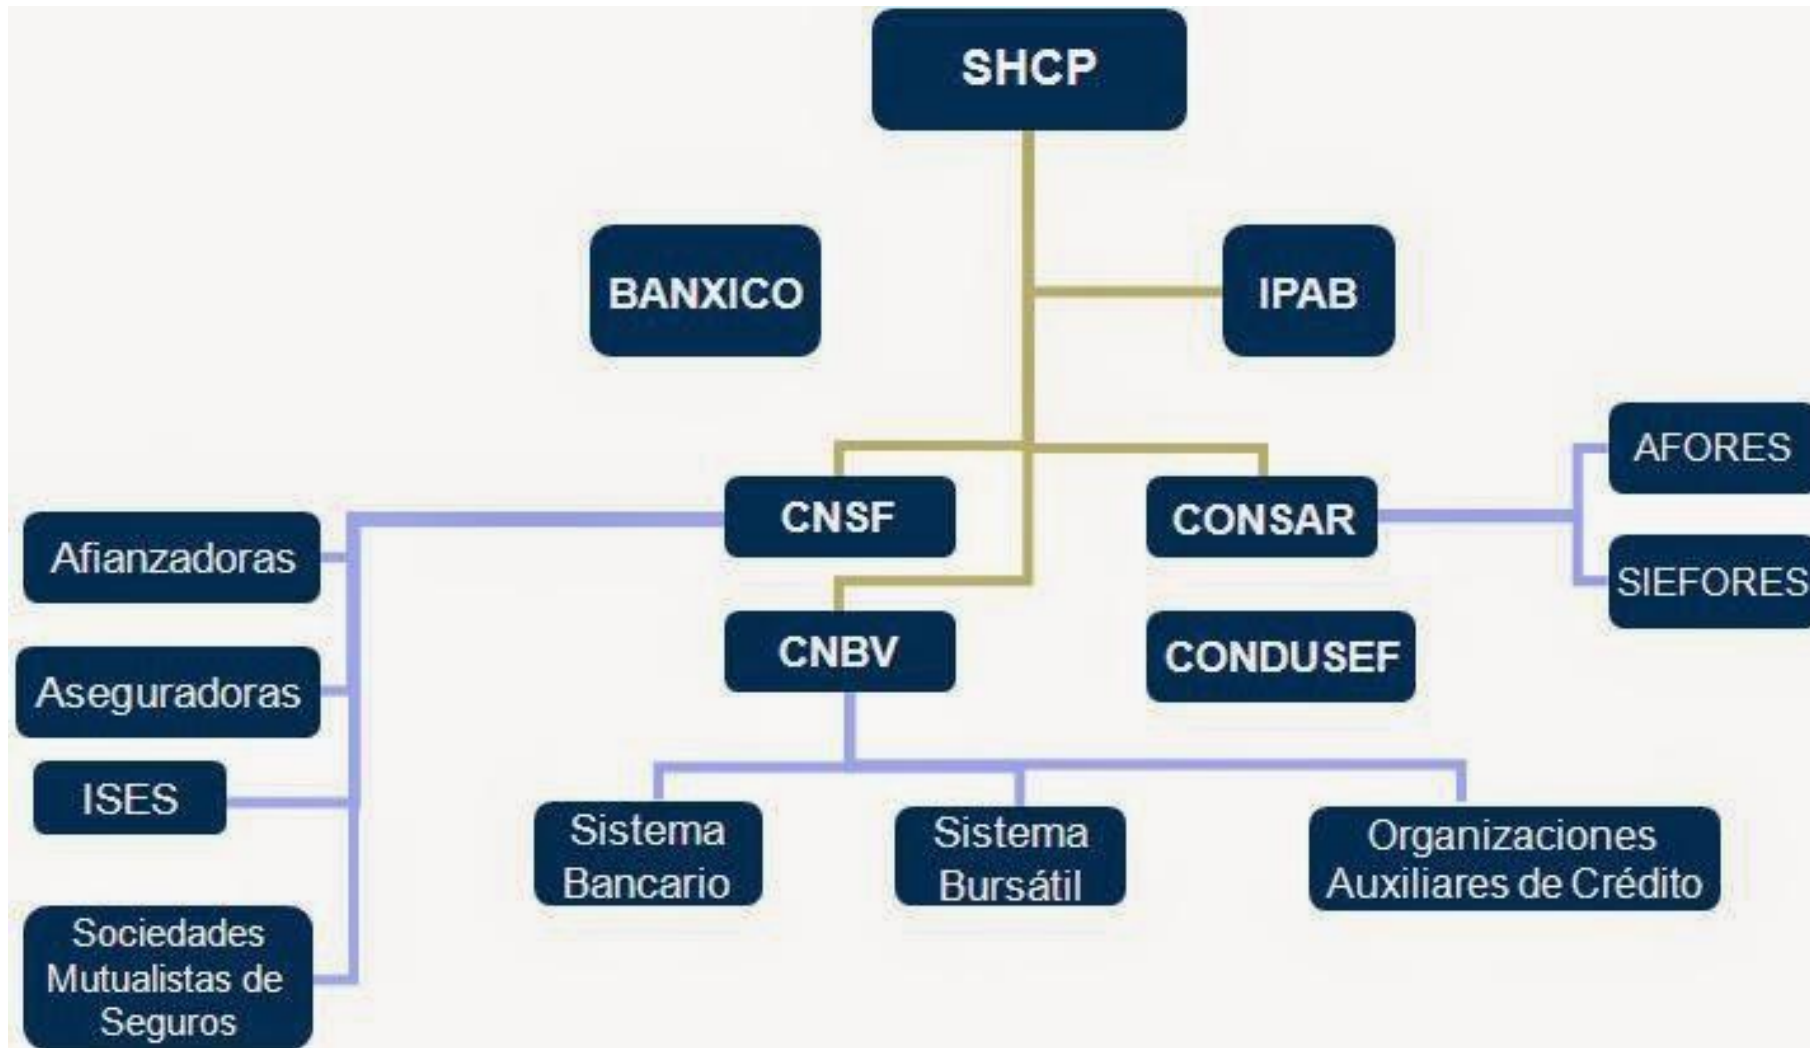 SHCP
BANXICO
IPAB
AFORES
CNSF
CONSAR
Afianzadoras
SIEFORES
CNBV
CONDUSEF
Aseguradoras
ISES
Sistema
Bancario
Sistema
Bursátil
Organizaciones
Auxiliares de Crédito
Sociedades
Mutualistas de
Seguros